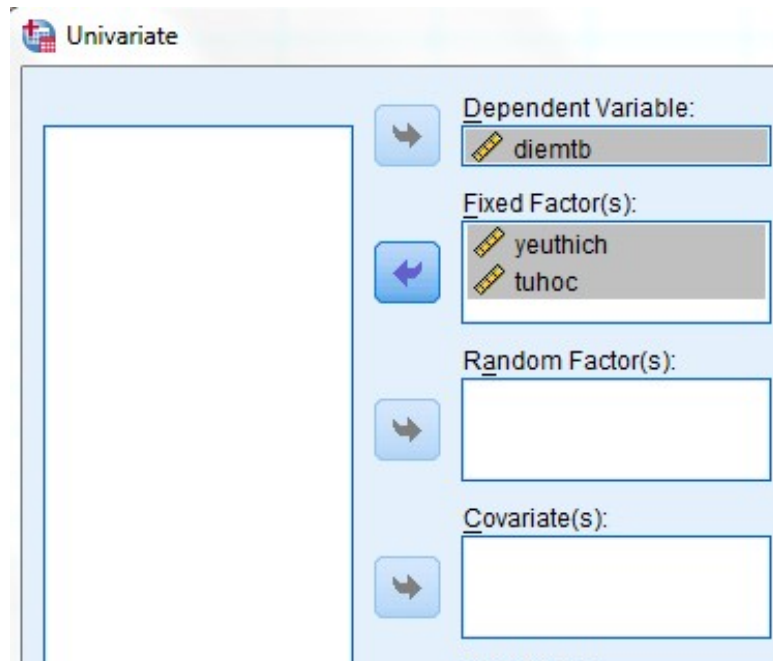 Univariate
Dependent Variable:
diemtb
Fixed Factor(s):
yeuthich
tuhoc
Random Factor(s):
Covariate(s):